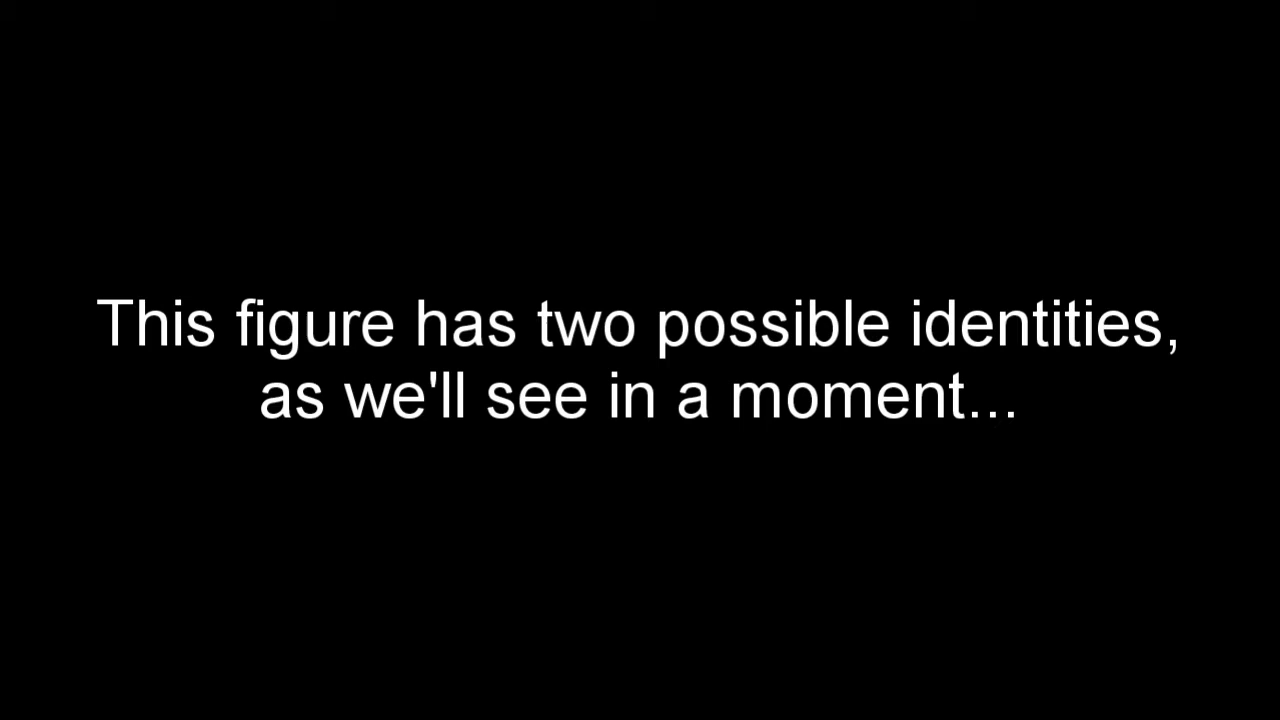 This figure has two possible identities,
as we'll see in a moment...